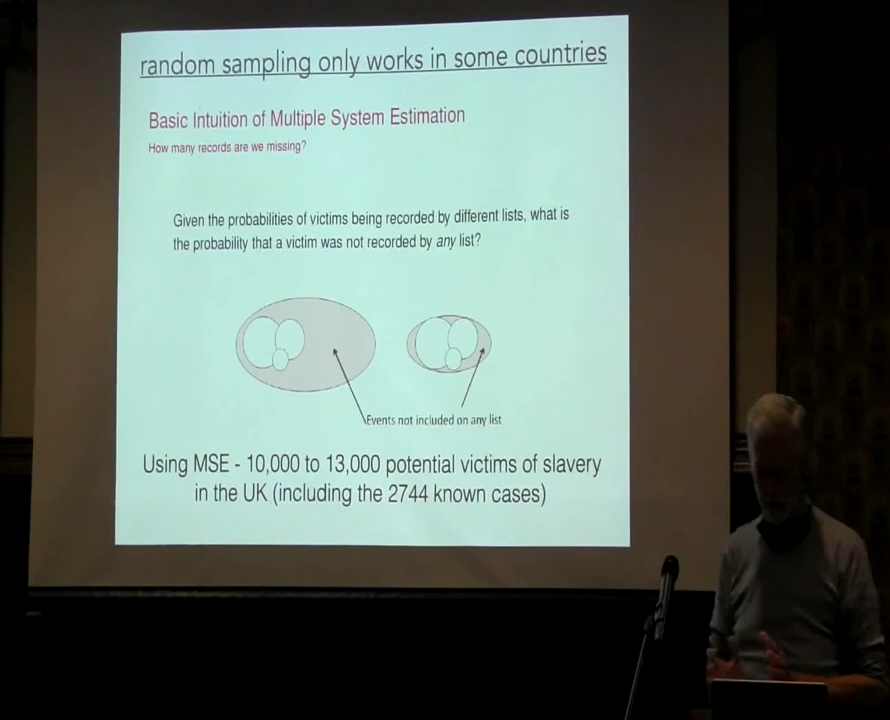 random sampling only works in some countries
Basic Intuition of Multiple System Estimation
How many records are we missing?
Given the probabilities of victims being recorded by different lists, what is
the probability that a victim was not recorded by any list?
Events not included on any list
Using MSE - 10,000 to 13,000 potential victims of slavery
in the UK (including the 2744 known cases)